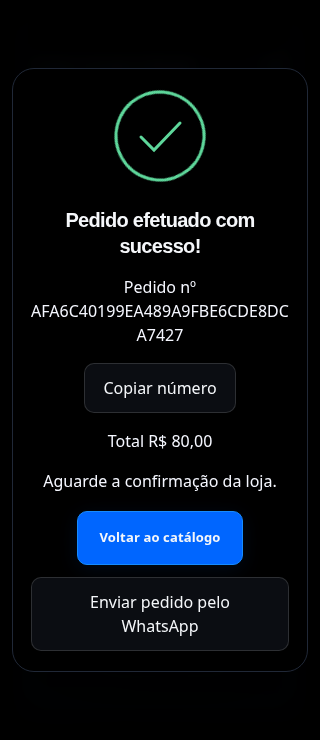 Pedido efetuado com
sucesso!
Pedido nº
AFA6C40199EA489A9FBE6CDE8DC
A7427
Copiar número
Total R$ 80,00
Aguarde a confirmação da loja.
Voltar ao catálogo
Enviar pedido pelo
WhatsApp